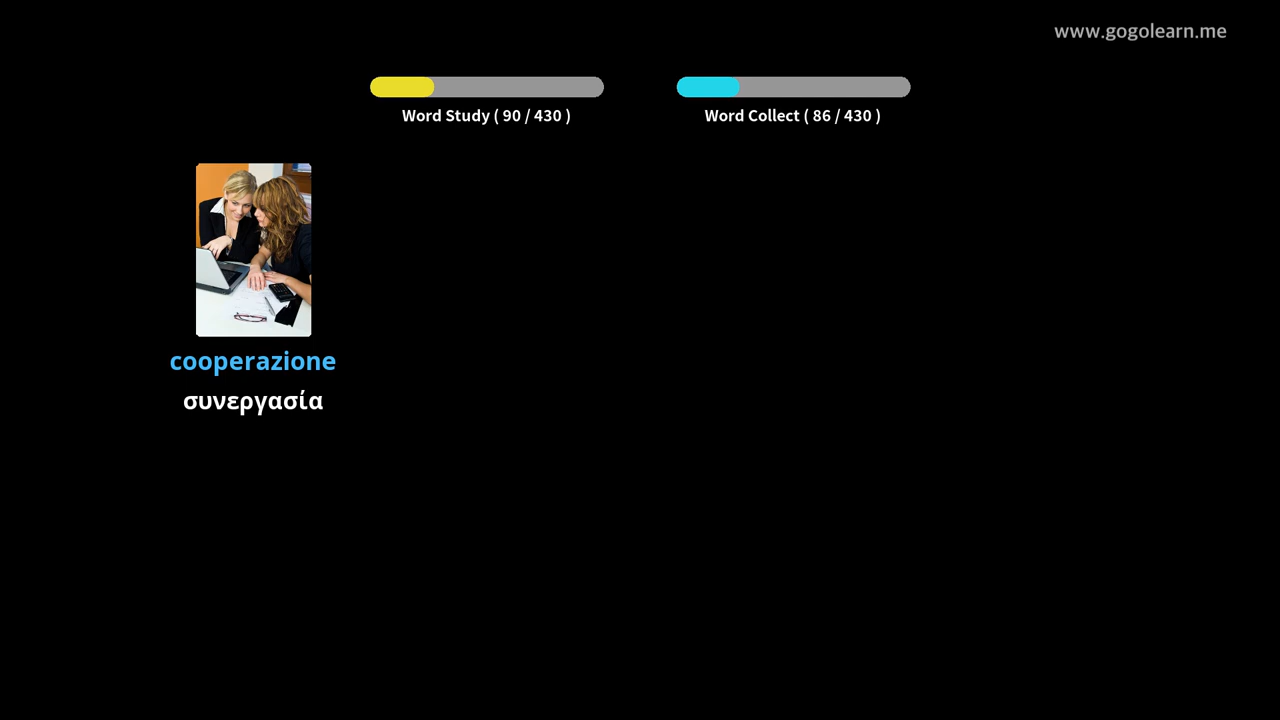 www.gogolearn.me
Word Study ( 90 / 430 )
Word Collect ( 86 / 430 )
cooperazione
συνεργασία